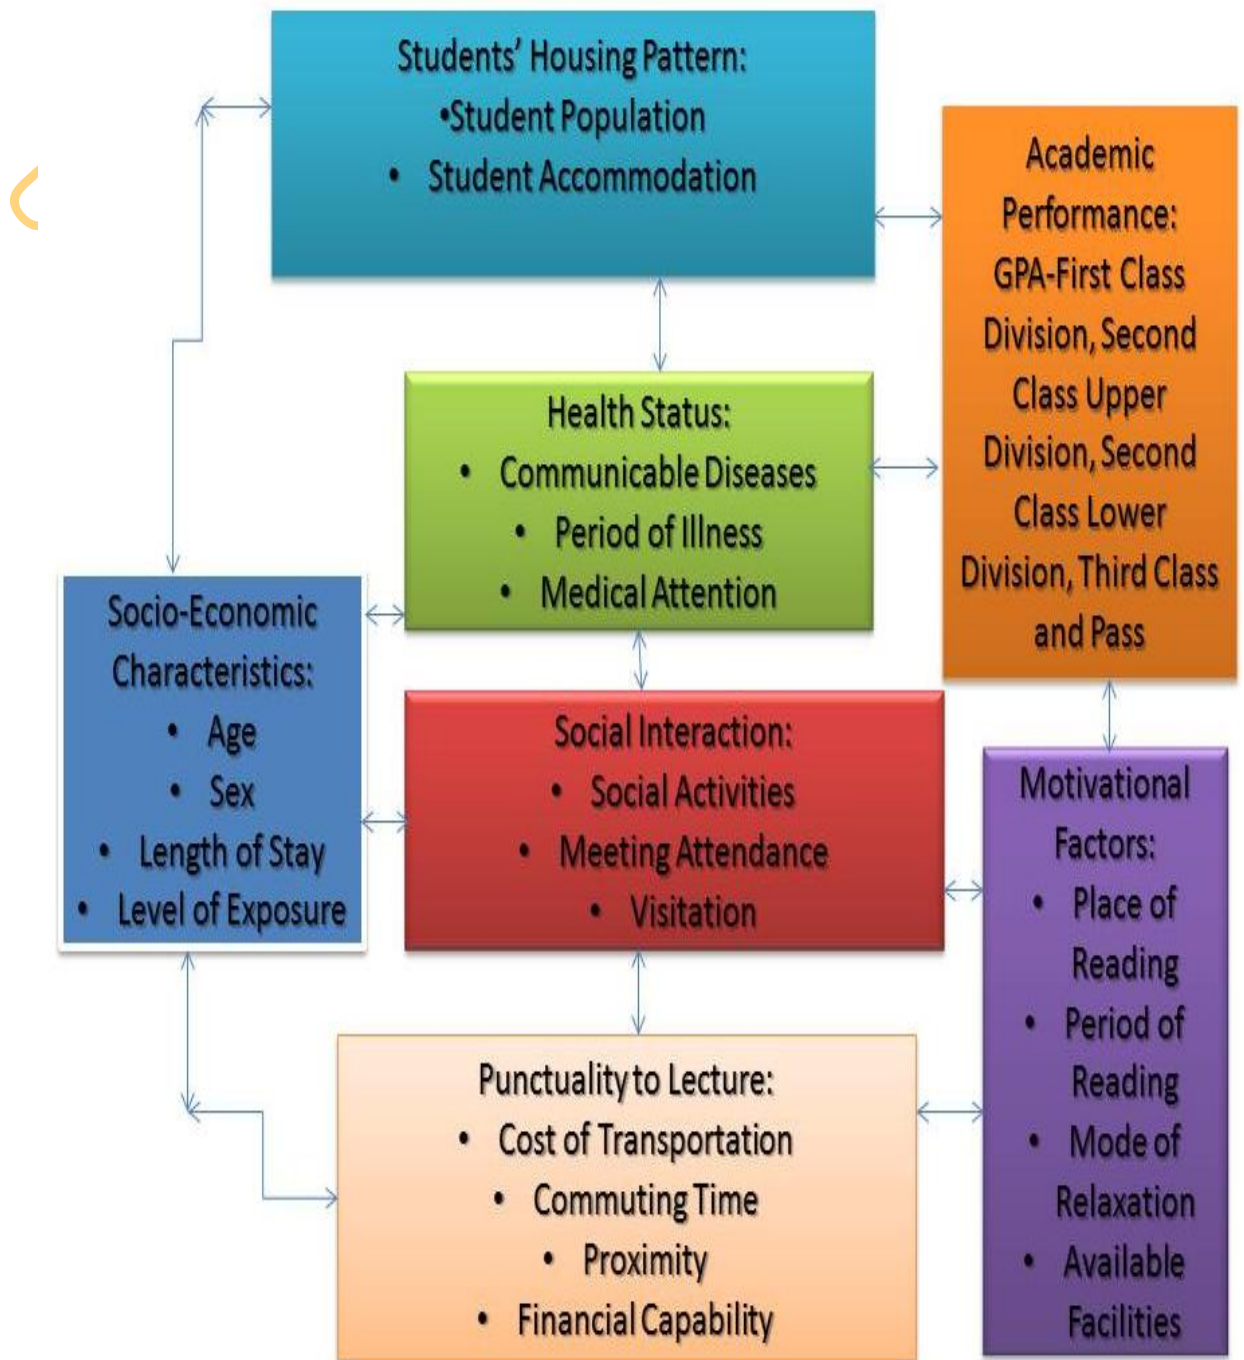 Students’ Housing Pattern:
•Student Population
• Student Accommodation
Academic
Performance:
GPA-First Class
Division, Second
Class Upper
Division, Second
Class Lower
Division, Third Class
and Pass
Health Status:
• Communicable Diseases
• Period of Illness
• Medical Attention
Socio-Economic
Characteristics:
• Age
• Sex
• Length of Stay
• Level of Exposure
Social Interaction:
• Social Activities
• Meeting Attendance
• Visitation
Motivational
Factors:
• Place of
Reading
• Period of
Reading
• Mode of
Relaxation
• Available
Facilities
Punctuality to Lecture:
• Cost of Transportation
• Commuting Time
• Proximity
• Financial Capability